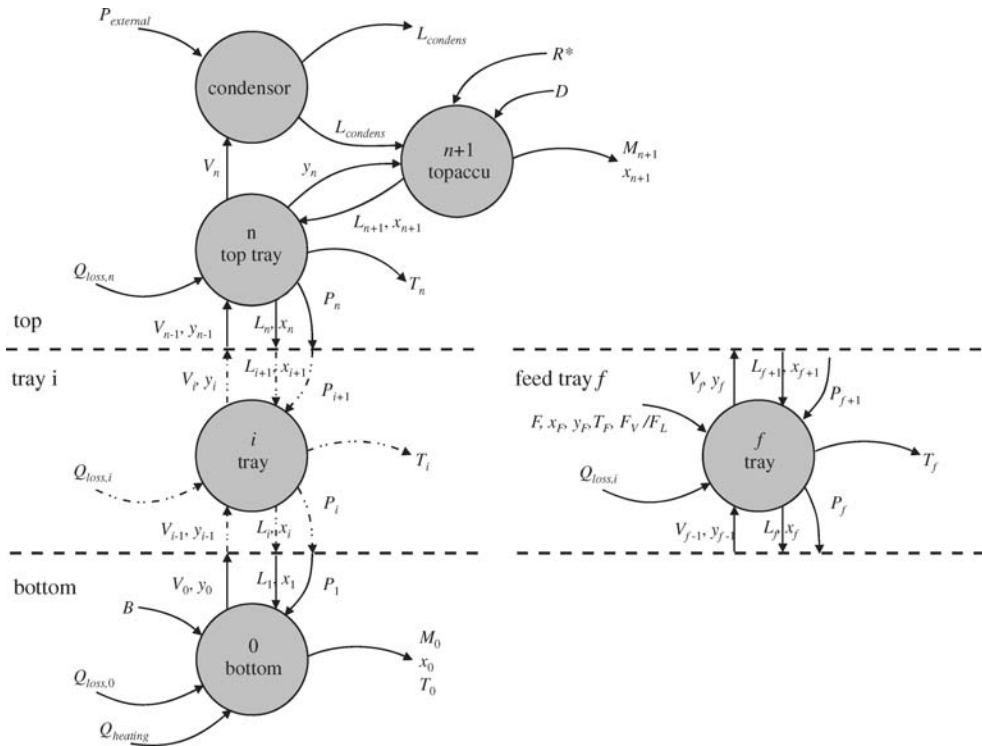 P_external
L_condens
condensor
R*
D
L_condens
n+1
topaccu
M_n+1
x_n+1
V_n
y_n
L_n+1, x_n+1
n
top tray
Q_loss,n
T_n
P_n
top
V_n-1, y_n-1
L_n, x_n
tray i
V_i, y_i
L_i+1, x_i+1
P_i+1
i
tray
T_i
Q_loss,i
P_i
V_i-1, y_i-1
L_i, x_i
bottom
V_0, y_0
L_1, x_1
P_1
B
0
bottom
M_0
x_0
T_0
Q_loss,0
Q_heating
feed tray f
V_f, y_f
L_f+1, x_f+1
P_f+1
F, x_F, y_F, T_F, F_V /F_L
f
tray
T_f
Q_loss,i
P_f
V_f-1, y_f-1
L_f, x_f